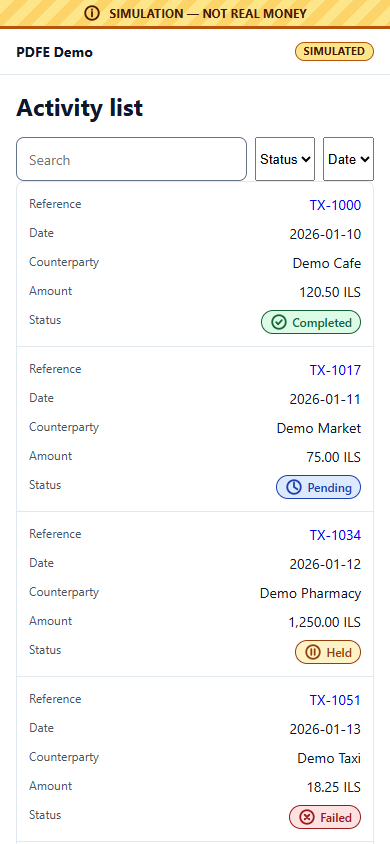 SIMULATION — NOT REAL MONEY
PDFE Demo SIMULATED
Activity list
Search Status Date
Reference TX-1000
Date 2026-01-10
Counterparty Demo Cafe
Amount 120.50 ILS
Status Completed
Reference TX-1017
Date 2026-01-11
Counterparty Demo Market
Amount 75.00 ILS
Status Pending
Reference TX-1034
Date 2026-01-12
Counterparty Demo Pharmacy
Amount 1,250.00 ILS
Status Held
Reference TX-1051
Date 2026-01-13
Counterparty Demo Taxi
Amount 18.25 ILS
Status Failed